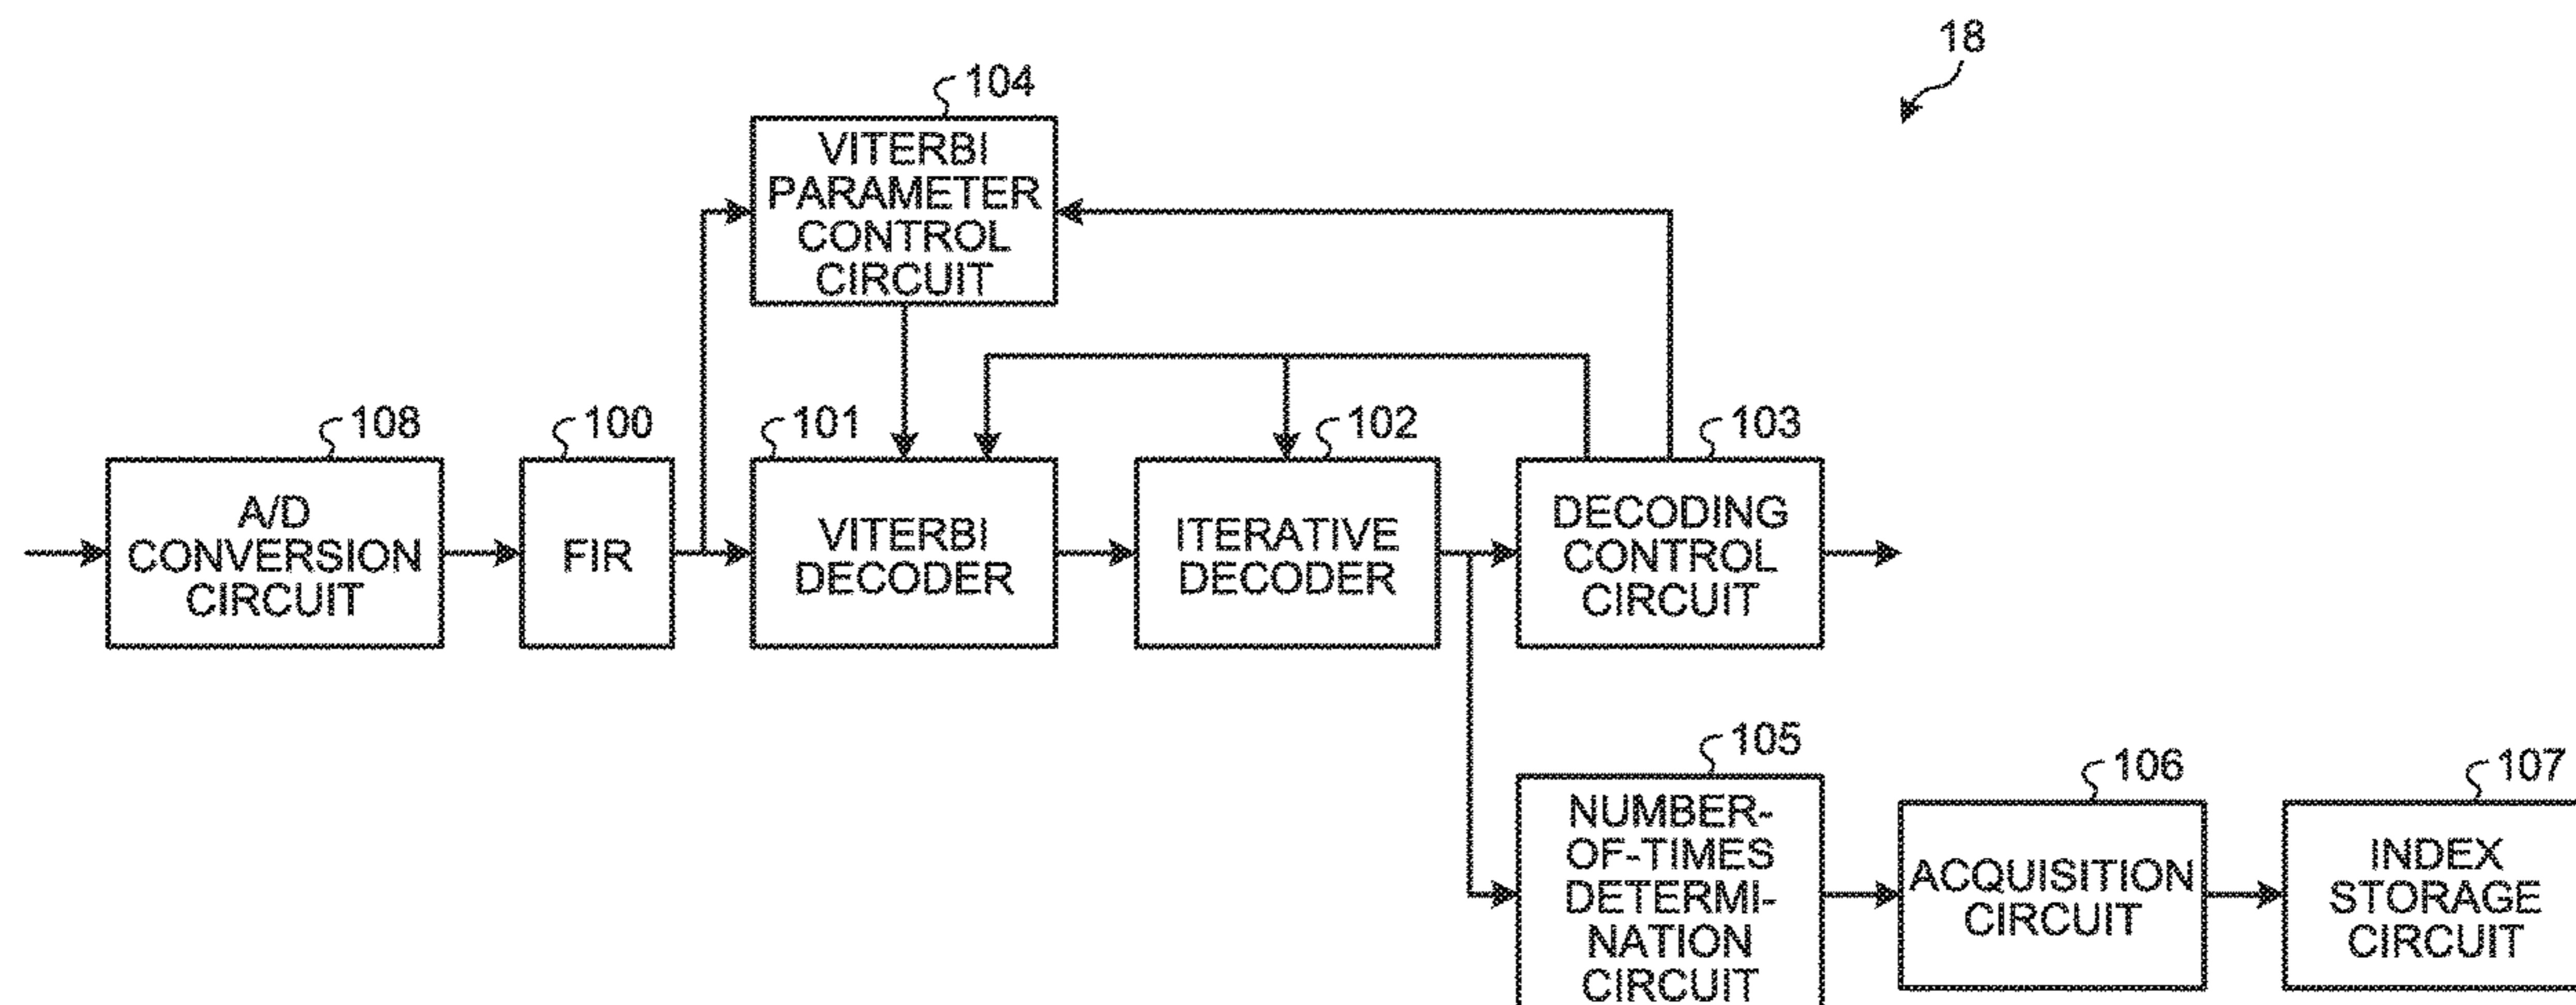 18
104
VITERBI
PARAMETER
CONTROL
CIRCUIT
108
100
101
102
103
A/D
CONVERSION
CIRCUIT
FIR
VITERBI
DECODER
ITERATIVE
DECODER
DECODING
CONTROL
CIRCUIT
105
106
107
NUMBER-
OF-TIMES
DETERMI-
NATION
CIRCUIT
ACQUISITION
CIRCUIT
INDEX
STORAGE
CIRCUIT